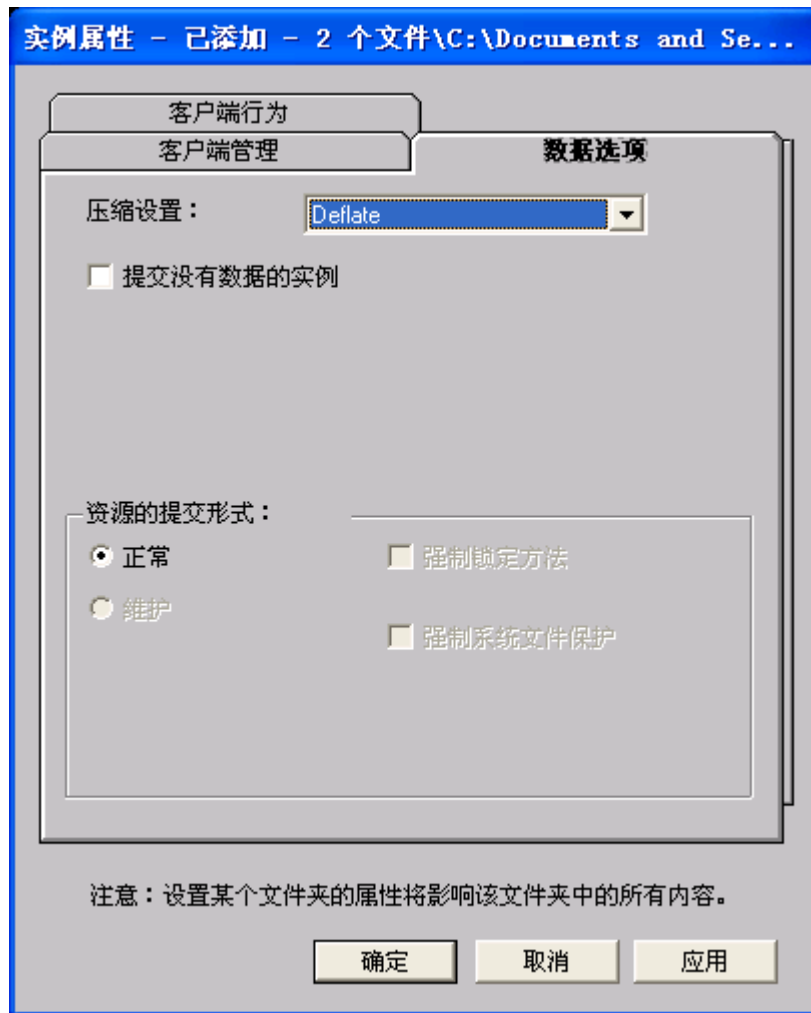 实例属性 - 已添加 - 2 个文件\C:\Documents and Se...
客户端行为
客户端管理
数据选项
压缩设置：
Deflate
提交没有数据的实例
资源的提交形式：
正常
强制锁定方法
维护
强制系统文件保护
注意：设置某个文件夹的属性将影响该文件夹中的所有内容。
确定
取消
应用